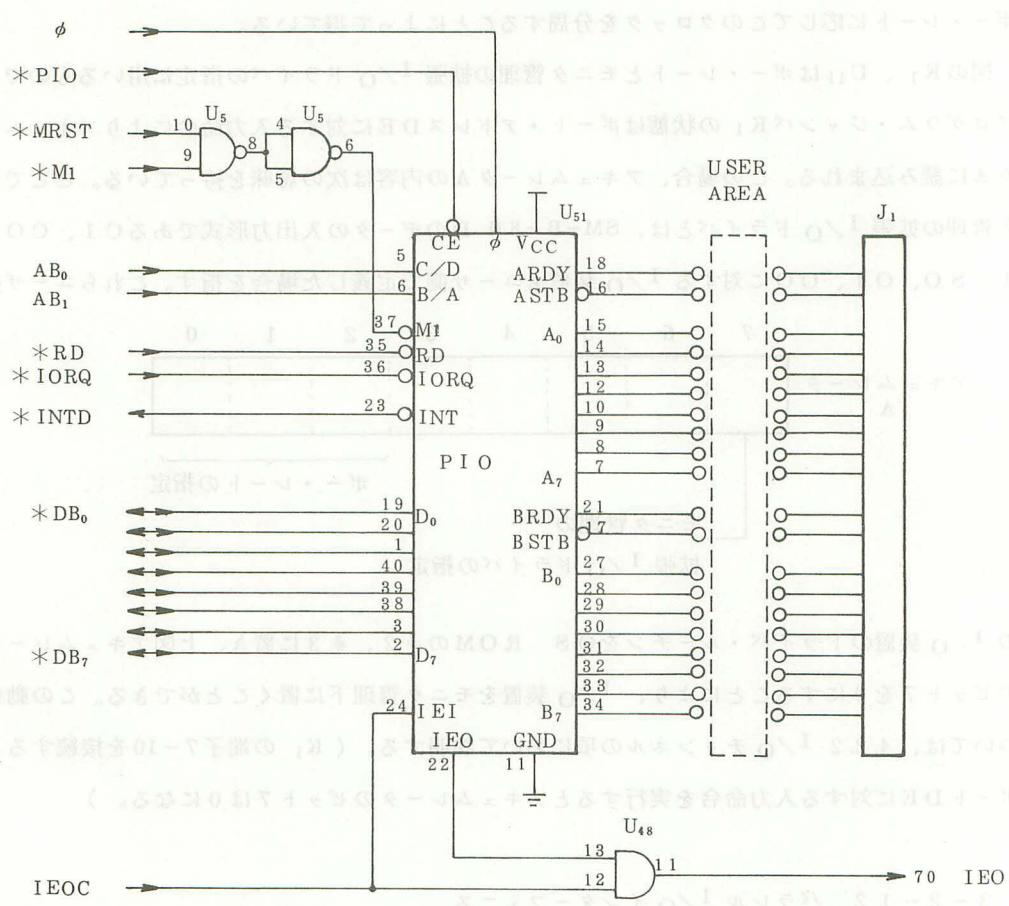 φ
*PIO
U5 U5
*MRST 10 4
8 6
*M1 9 5
USER
AREA
U51 J1
CE φ VCC
AB0 5 C/D ARDY 18
AB1 6 B/A ASTB 16
37 M1 A0 15
*RD 35 RD 14
*IORQ 36 IORQ 13
12
*INTD 23 INT 10
9
8
PIO A7 7
*DB0 19 D0 BRDY 21
20 BSTB 17
1
40 B0 27
39 28
38 29
3 30
*DB7 2 D7 31
32
33
24 IEI B7 34
IEO GND
22 11
U48
13
11
12
70 IEO
IEOC